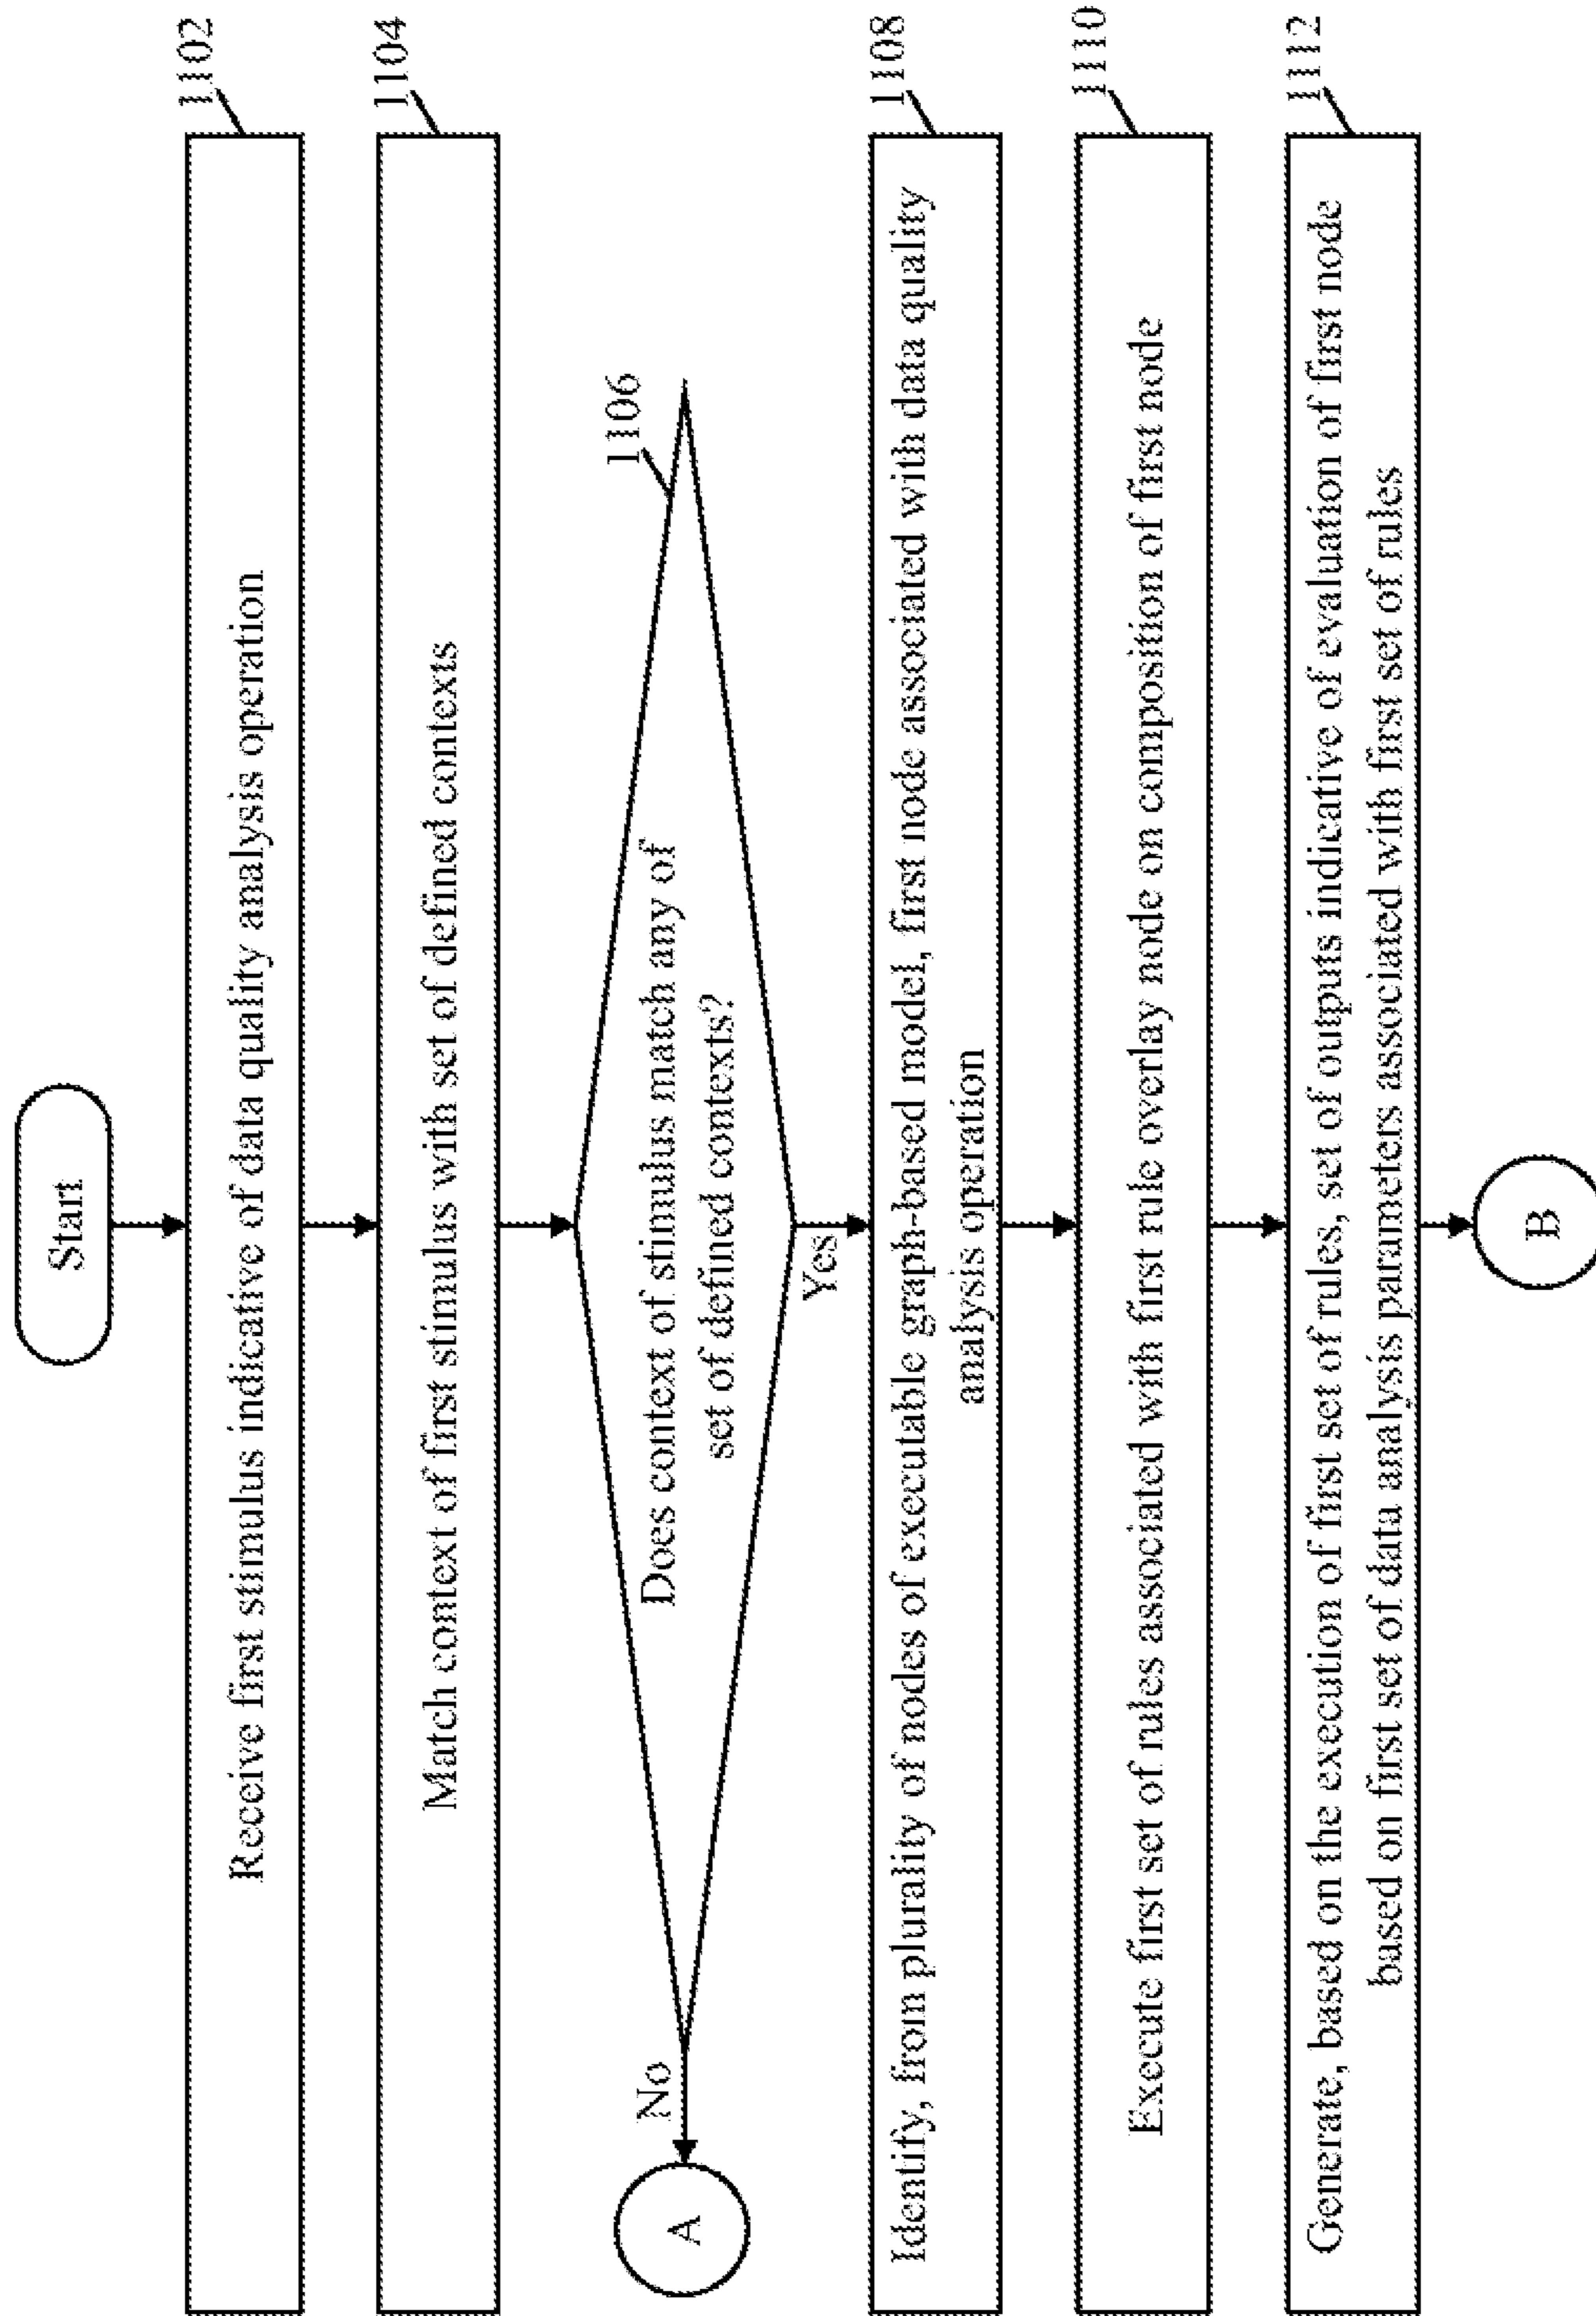 Start
1102
Receive first stimulus indicative of data quality analysis operation
1104
Match context of first stimulus with set of defined contexts
1106
Does context of stimulus match any of
set of defined contexts?
No
A
Yes
1108
Identify, from plurality of nodes of executable graph-based model, first node associated with data quality
analysis operation
1110
Execute first set of rules associated with first rule overlay node on composition of first node
1112
Generate, based on the execution of first set of rules, set of outputs indicative of evaluation of first node
based on first set of data analysis parameters associated with first set of rules
B